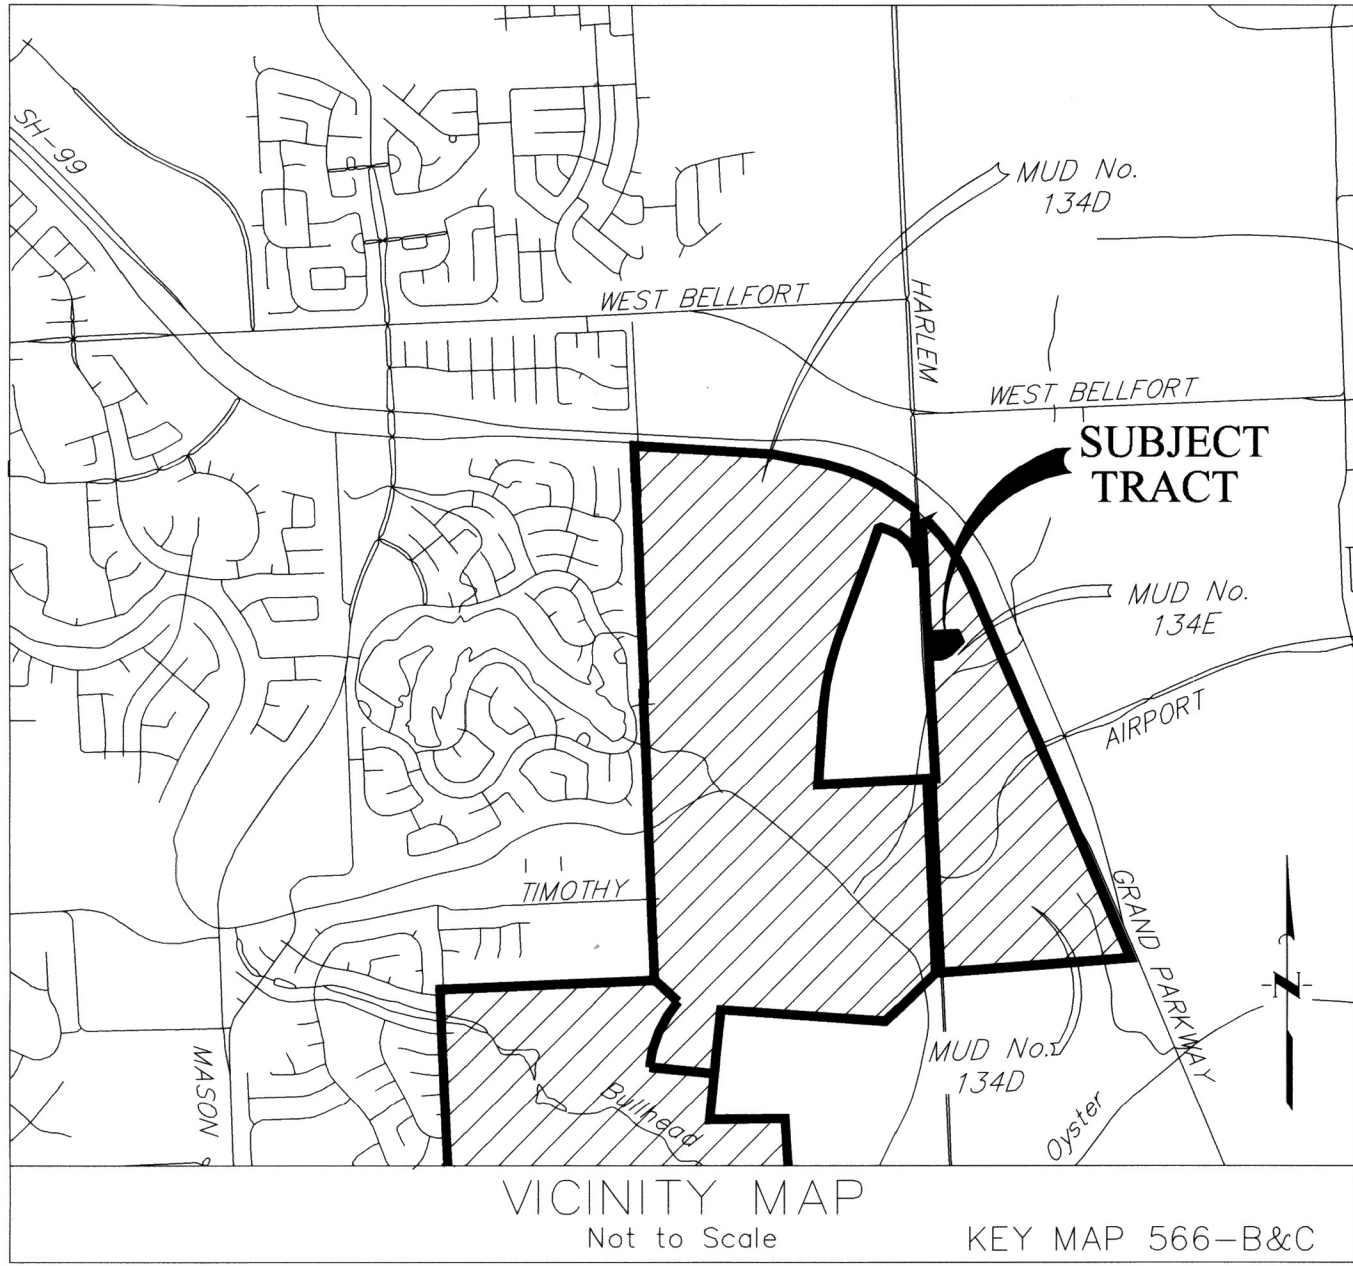 SH-99
MUD No.
134D
WEST BELLFORT
HARLEM
WEST BELLFORT
SUBJECT
TRACT
MUD No.
134E
AIRPORT
TIMOTHY
GRAND PARKWAY
N
MUD No.
134D
MASON
Bullhead
Oyster
VICINITY MAP
Not to Scale
KEY MAP 566-B&C